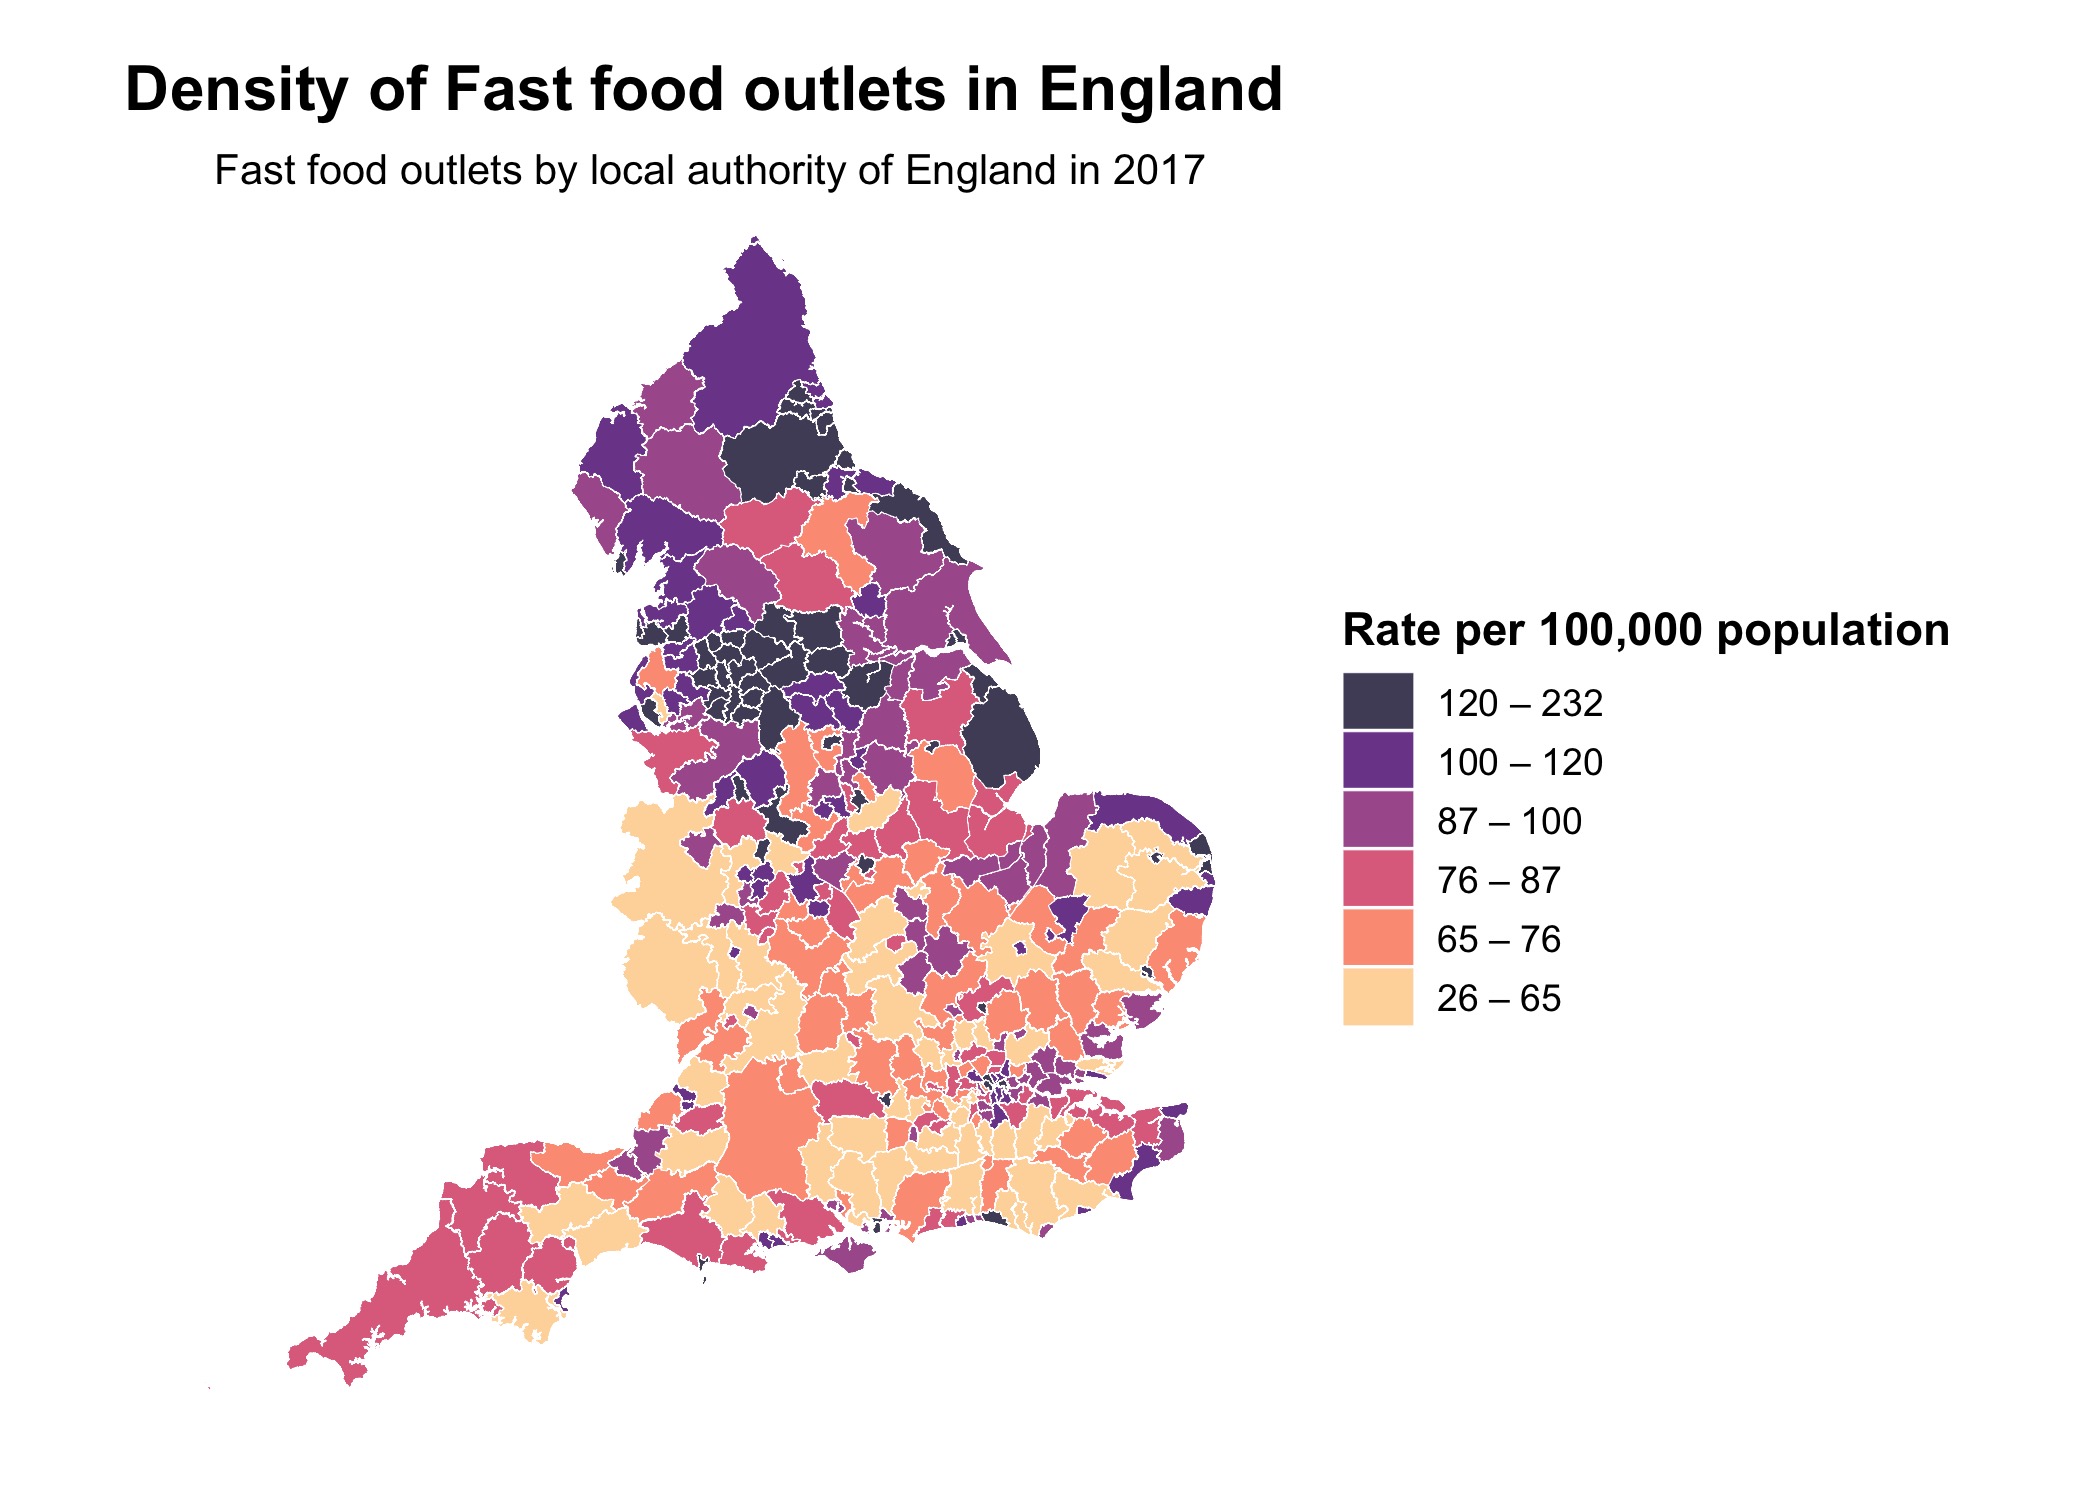 Density of Fast food outlets in England
Fast food outlets by local authority of England in 2017
Rate per 100,000 population
120 – 232
100 – 120
87 – 100
76 – 87
65 – 76
26 – 65